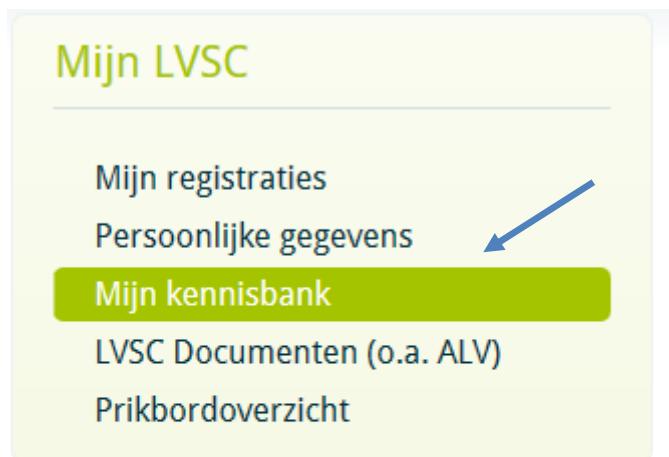 Mijn LVSC
Mijn registraties
Persoonlijke gegevens
Mijn kennisbank
LVSC Documenten (o.a. ALV)
Prikbordoverzicht